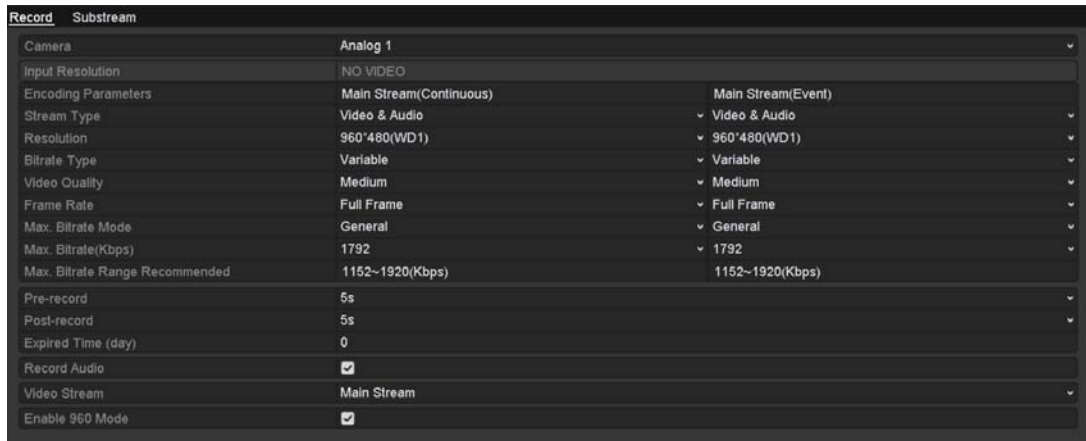 Record Substream
Camera Analog 1
Input Resolution NO VIDEO
Encoding Parameters Main Stream(Continuous) Main Stream(Event)
Stream Type Video & Audio Video & Audio
Resolution 960*480(WD1) 960*480(WD1)
Bitrate Type Variable Variable
Video Quality Medium Medium
Frame Rate Full Frame Full Frame
Max. Bitrate Mode General General
Max. Bitrate(Kbps) 1792 1792
Max. Bitrate Range Recommended 1152~1920(Kbps) 1152~1920(Kbps)
Pre-record 5s
Post-record 5s
Expired Time (day) 0
Record Audio
Video Stream Main Stream
Enable 960 Mode